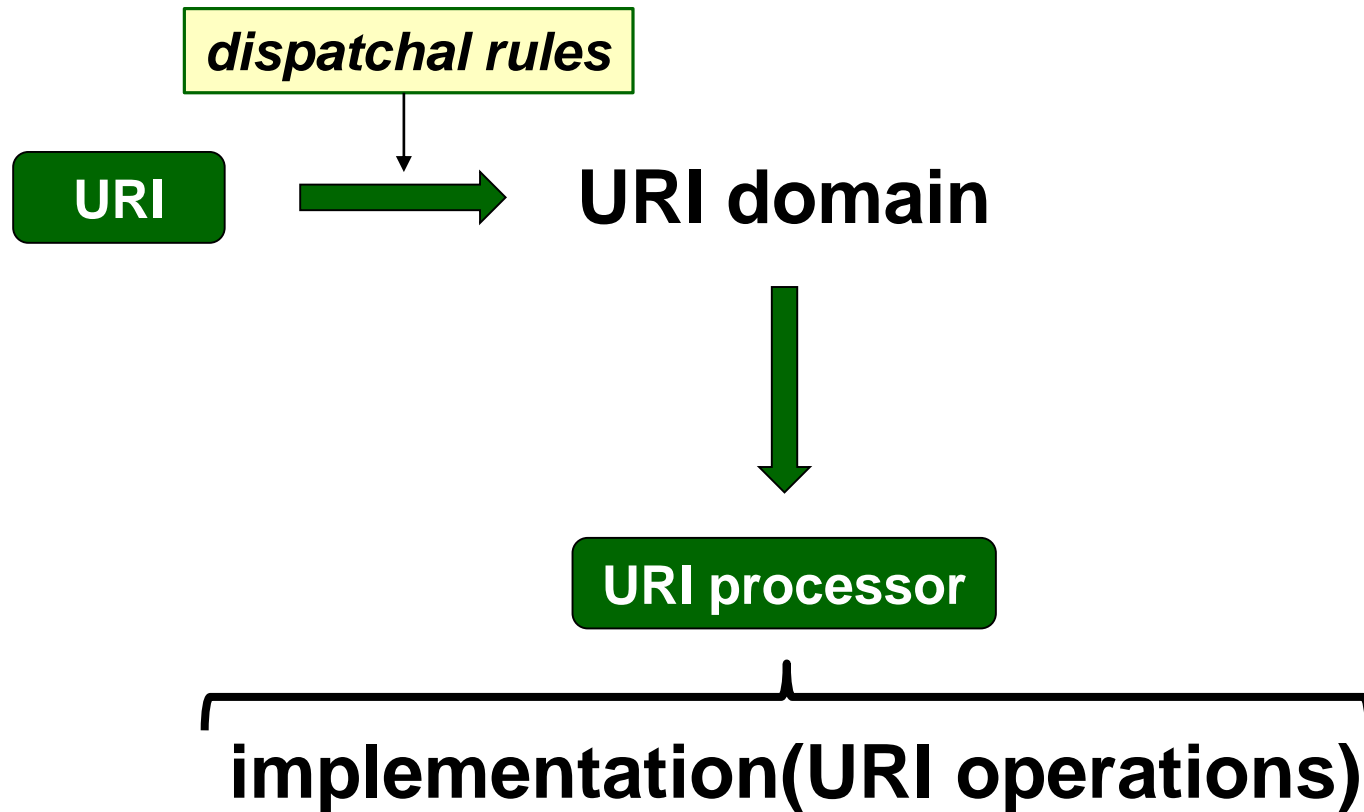 dispatchal rules
URI
URI domain
URI processor
implementation(URI operations)